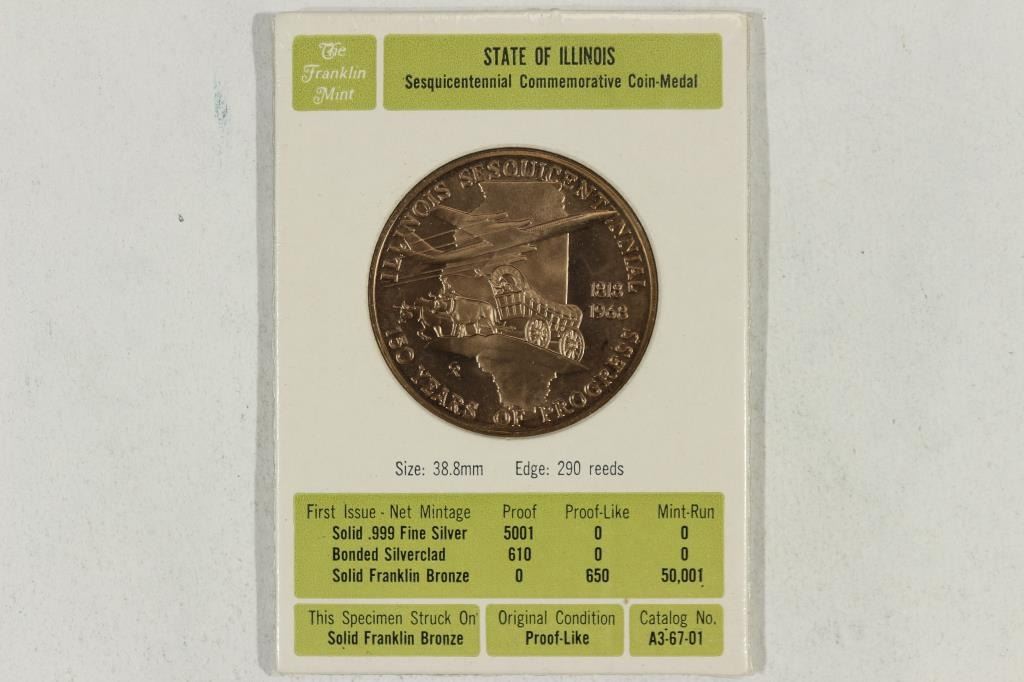 The
Franklin
Mint
STATE OF ILLINOIS
Sesquicentennial Commemorative Coin-Medal
ILLINOIS SESQUICENTENNIAL
1818
1968
150 YEARS OF PROGRESS
Size: 38.8mm Edge: 290 reeds
First Issue - Net Mintage Proof Proof-Like Mint-Run
Solid .999 Fine Silver 5001 0 0
Bonded Silverclad 610 0 0
Solid Franklin Bronze 0 650 50,001
This Specimen Struck On Original Condition Catalog No.
Solid Franklin Bronze Proof-Like A3-67-01